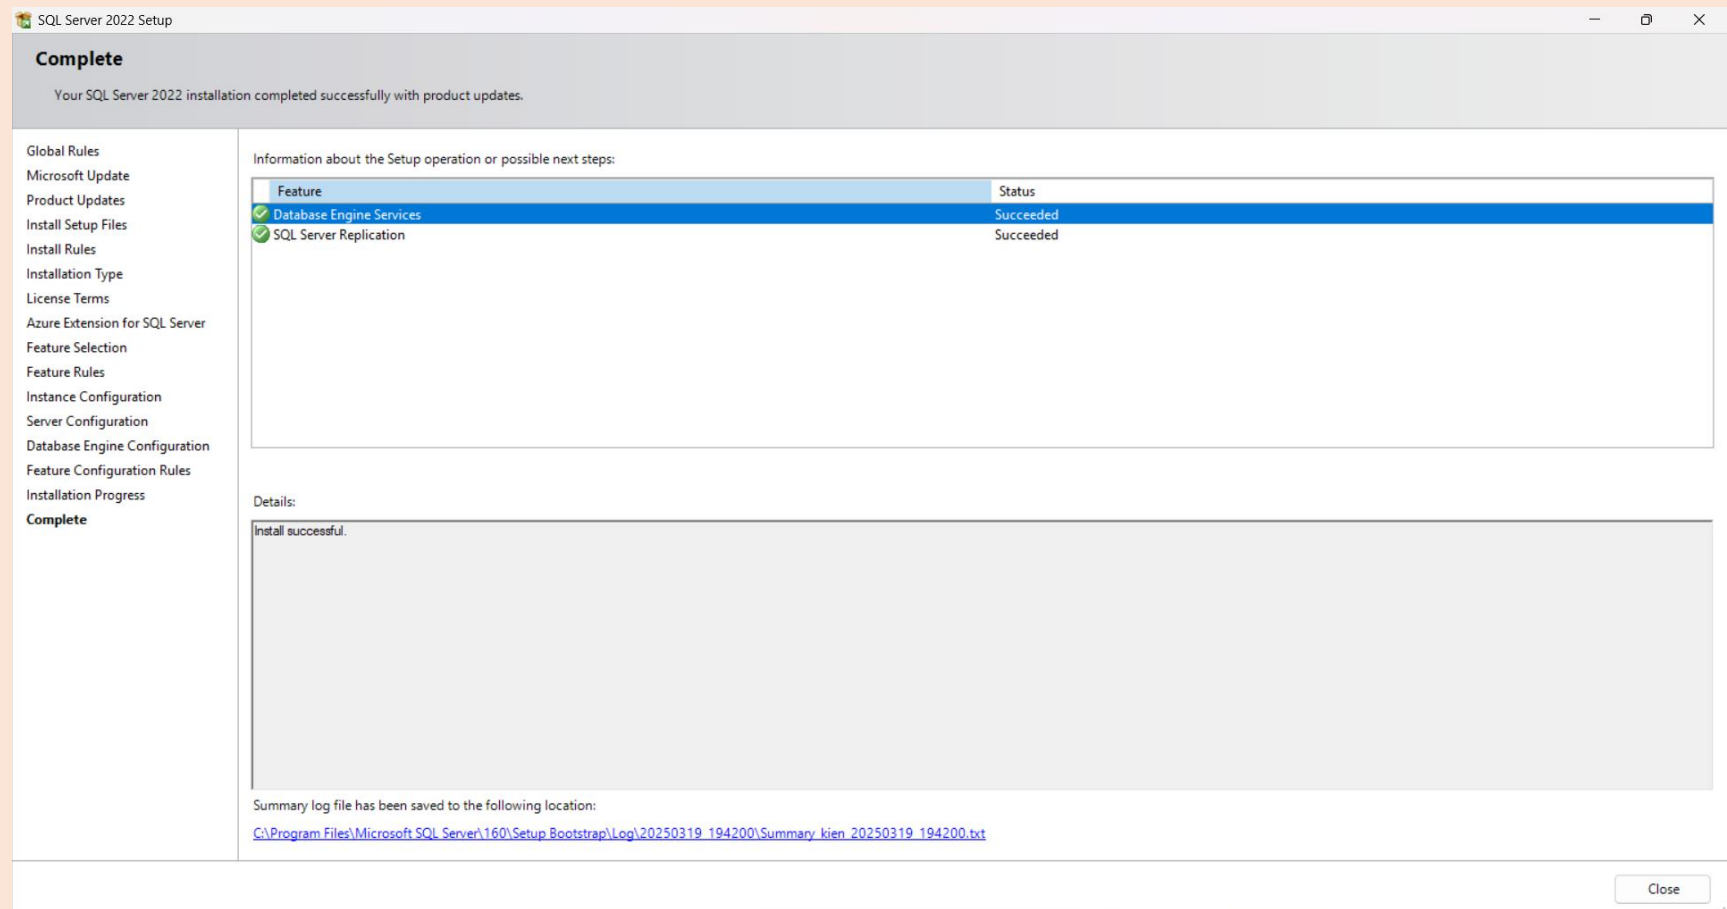 SQL Server 2022 Setup
Complete
Your SQL Server 2022 installation completed successfully with product updates.
Global Rules
Microsoft Update
Product Updates
Install Setup Files
Install Rules
Installation Type
License Terms
Azure Extension for SQL Server
Feature Selection
Feature Rules
Instance Configuration
Server Configuration
Database Engine Configuration
Feature Configuration Rules
Installation Progress
Complete
Information about the Setup operation or possible next steps:
Feature Status
Database Engine Services Succeeded
SQL Server Replication Succeeded
Details:
Install successful.
Summary log file has been saved to the following location:
C:\Program Files\Microsoft SQL Server\160\Setup Bootstrap\Log\20250319_194200\Summary_kien_20250319_194200.txt
Close